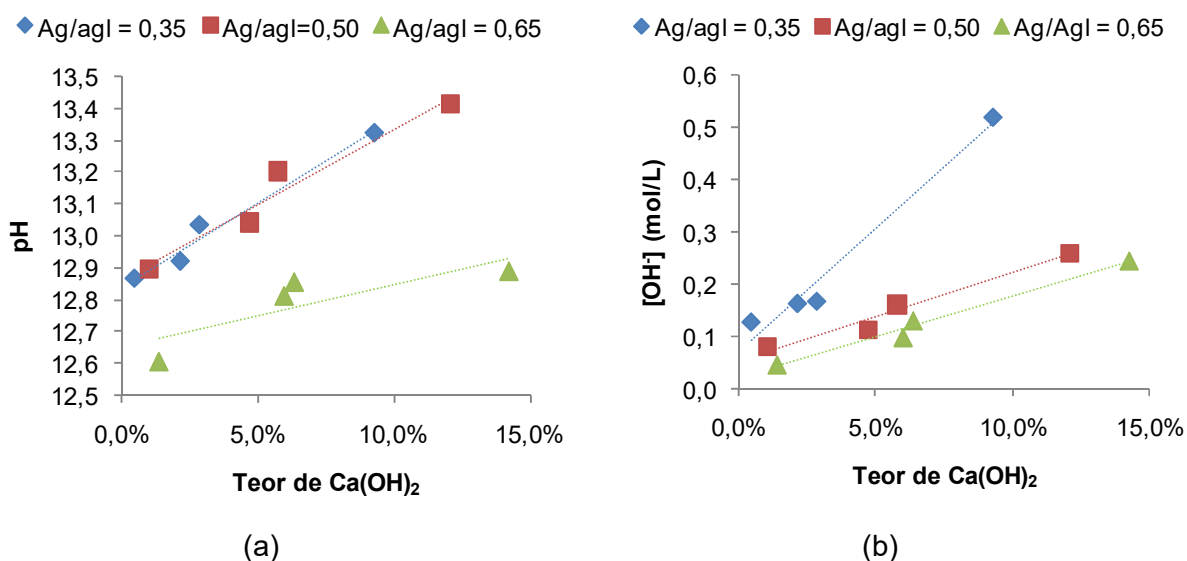 Ag/agl = 0,35 Ag/agl=0,50 Ag/agl = 0,65
13,5
13,4
13,3
13,2
13,1
13,0
12,9
12,8
12,7
12,6
12,5
pH
0,0% 5,0% 10,0% 15,0%
Teor de Ca(OH)₂
(a)
Ag/agl = 0,35 Ag/agl = 0,50 Ag/Agl = 0,65
0,6
0,5
0,4
0,3
0,2
0,1
0,0
[OH⁻] (mol/L)
0,0% 5,0% 10,0% 15,0%
Teor de Ca(OH)₂
(b)